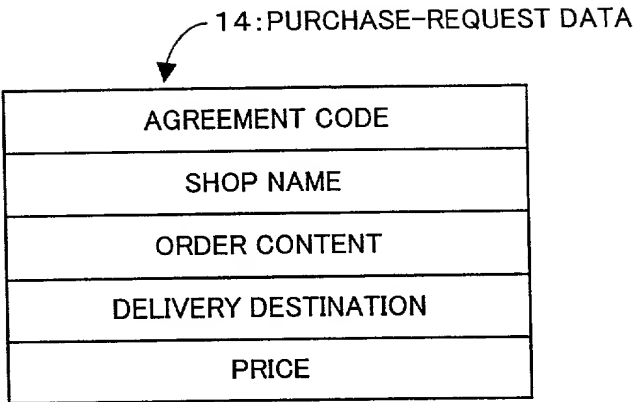 14:PURCHASE-REQUEST DATA
AGREEMENT CODE
SHOP NAME
ORDER CONTENT
DELIVERY DESTINATION
PRICE